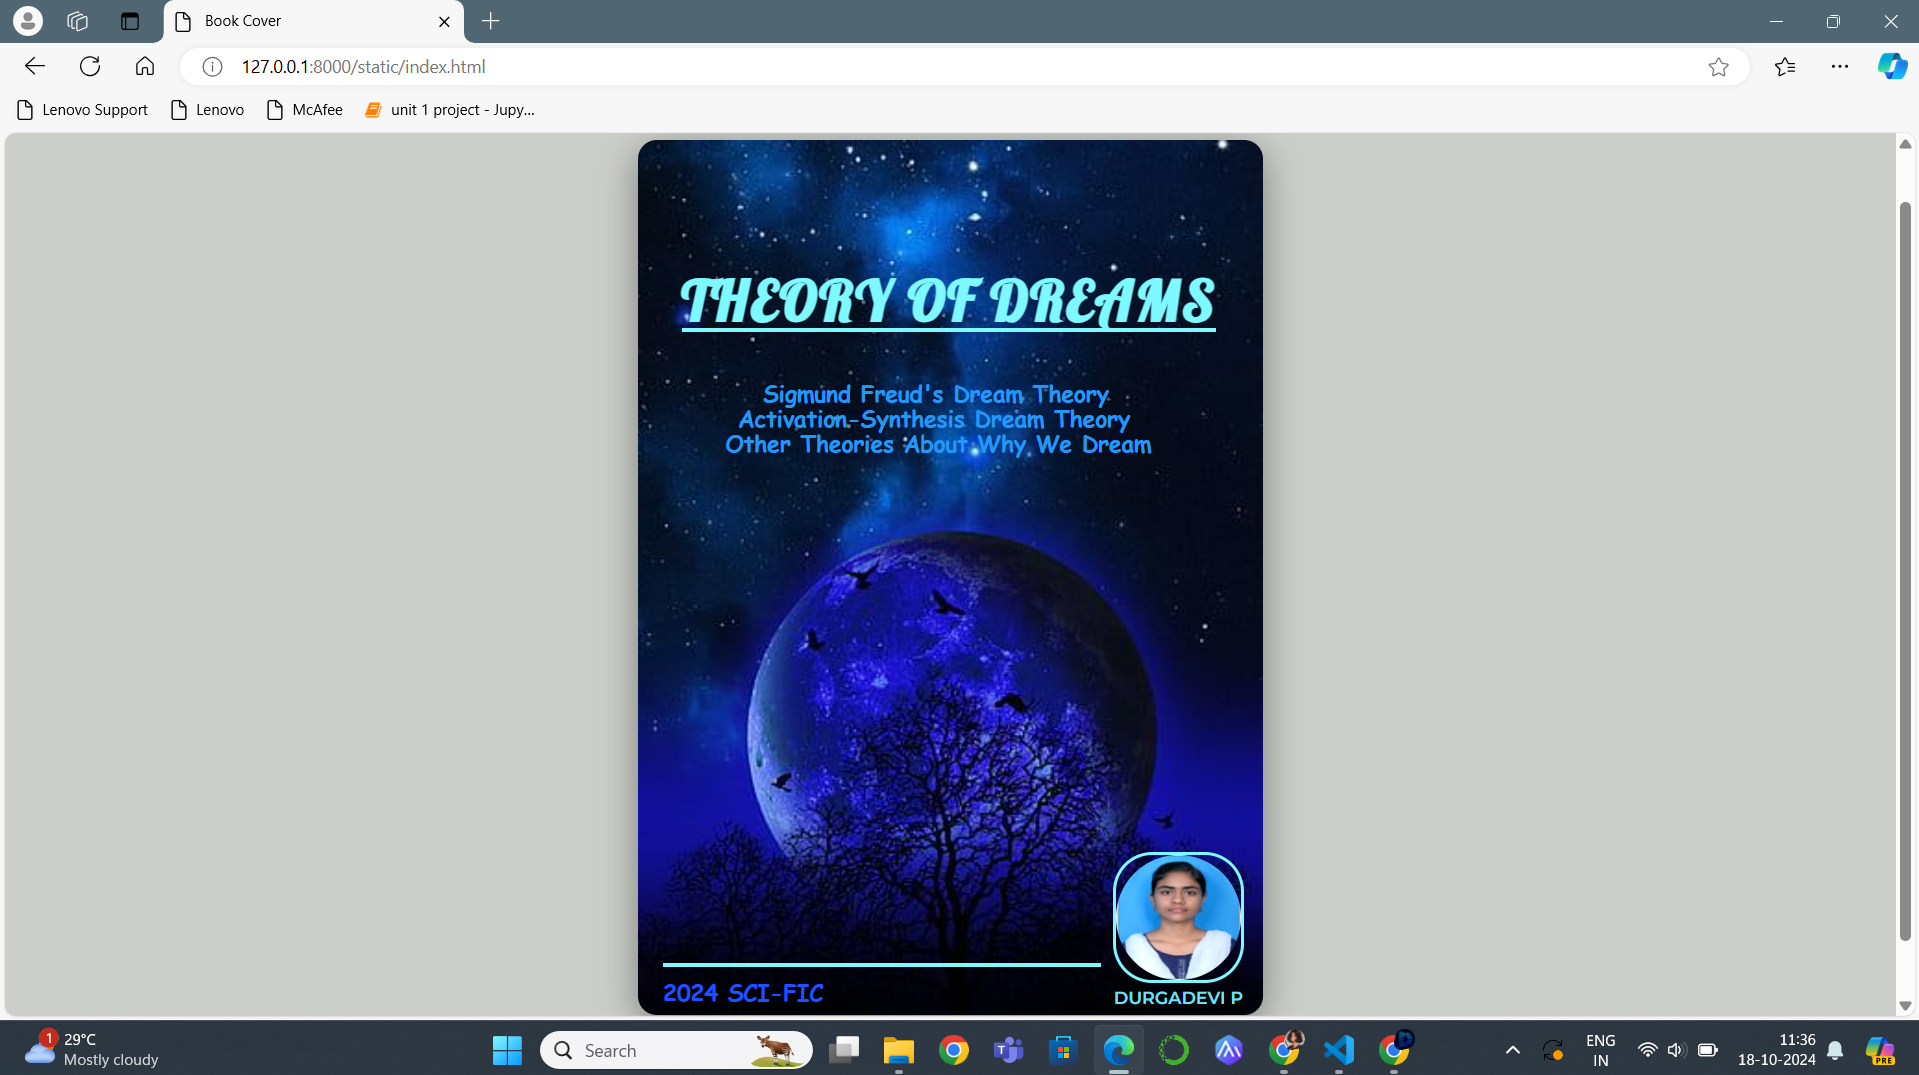 Book Cover
127.0.0.1:8000/static/index.html
Lenovo Support
Lenovo
McAfee
unit 1 project - Jupy...
THEORY OF DREAMS
Sigmund Freud's Dream Theory
Activation-Synthesis Dream Theory
Other Theories About Why We Dream
2024 SCI-FIC
DURGADEVI P
1
29°C
Mostly cloudy
Search
ENG
IN
11:36
18-10-2024
PRE